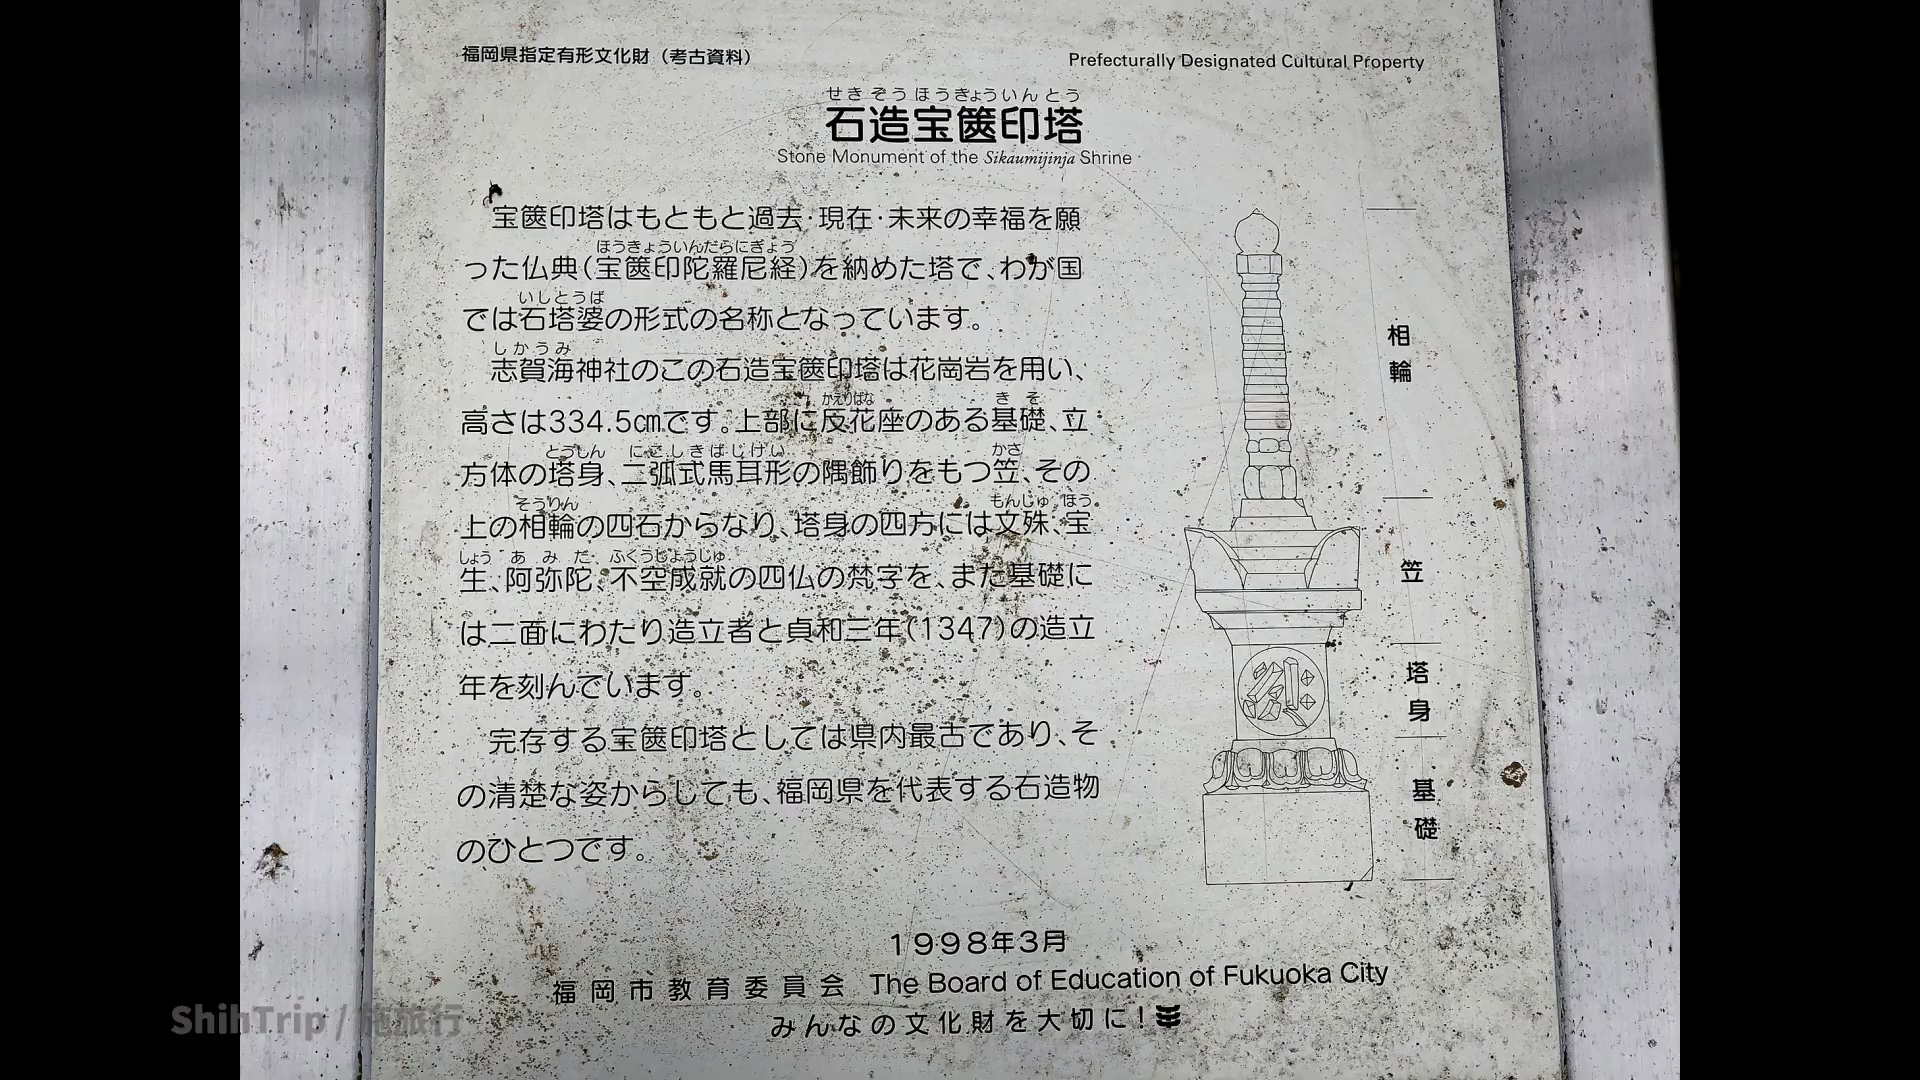 福岡県指定有形文化財（考古資料）
Prefecturally Designated Cultural Property
せきぞうほうきょういんとう
石造宝篋印塔
Stone Monument of the Sikaumijinja Shrine
宝篋印塔はもともと過去・現在・未来の幸福を願
ほうきょういんだらにぎょう
った仏典(宝篋印陀羅尼経)を納めた塔で、わが国
いしとうば
では石塔婆の形式の名称となっています。
しかうみ
志賀海神社のこの石造宝篋印塔は花崗岩を用い、
かえりばな きそ
高さは334.5cmです。上部に反花座のある基礎、立
とうしん にこしきばじけい かさ
方体の塔身、二弧式馬耳形の隅飾りをもつ笠、その
そうりん もんじゅ ほう
上の相輪の四石からなり、塔身の四方には文殊、宝
しょう あみだ ふくうじょうじゅ
生、阿弥陀、不空成就の四仏の梵字を、また基礎に
は二面にわたり造立者と貞和三年(1347)の造立
年を刻んでいます。
完存する宝篋印塔としては県内最古であり、そ
の清楚な姿からしても、福岡県を代表する石造物
のひとつです。
相輪
笠
塔身
基礎
1998年3月
福岡市教育委員会 The Board of Education of Fukuoka City
みんなの文化財を大切に！
ShihTrip / 施旅行